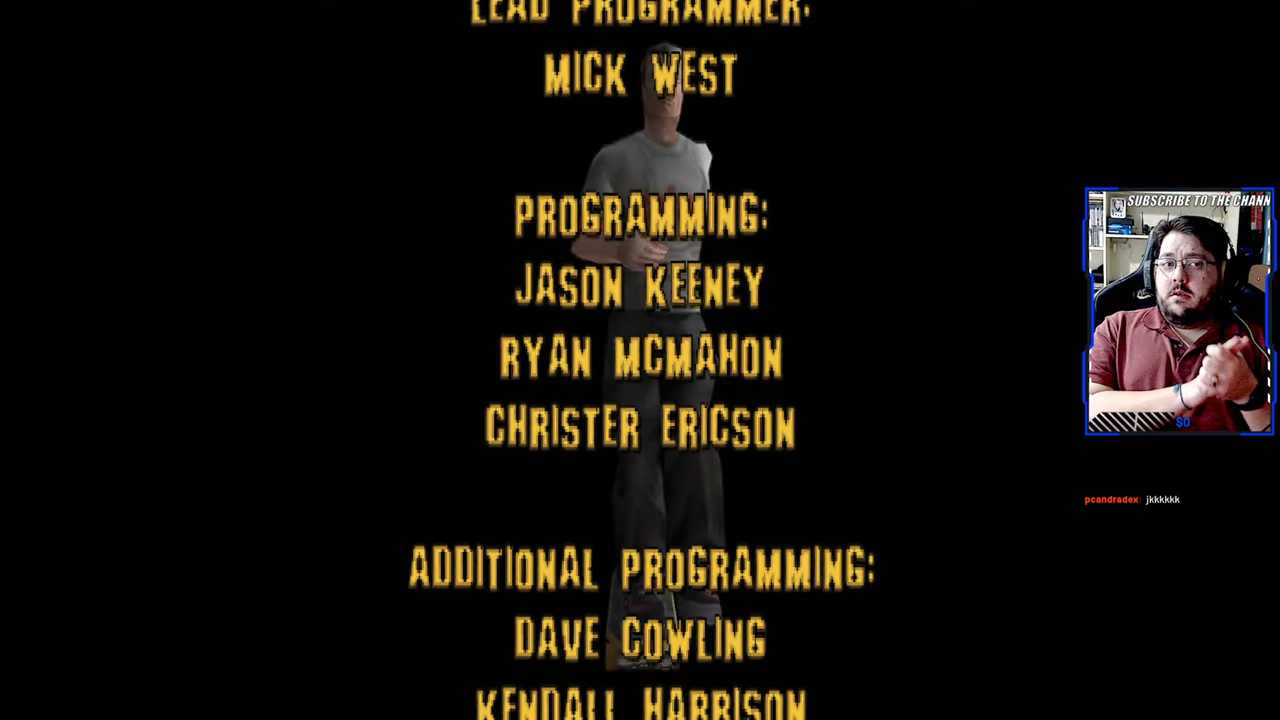 LEAD PROGRAMMER:
MICK WEST
PROGRAMMING:
JASON KEENEY
RYAN MCMAHON
CHRISTER ERICSON
ADDITIONAL PROGRAMMING:
DAVE COWLING
KENDALL HARRISON
SUBSCRIBE TO THE CHANN
$0
pcandradex: jkkkkkk